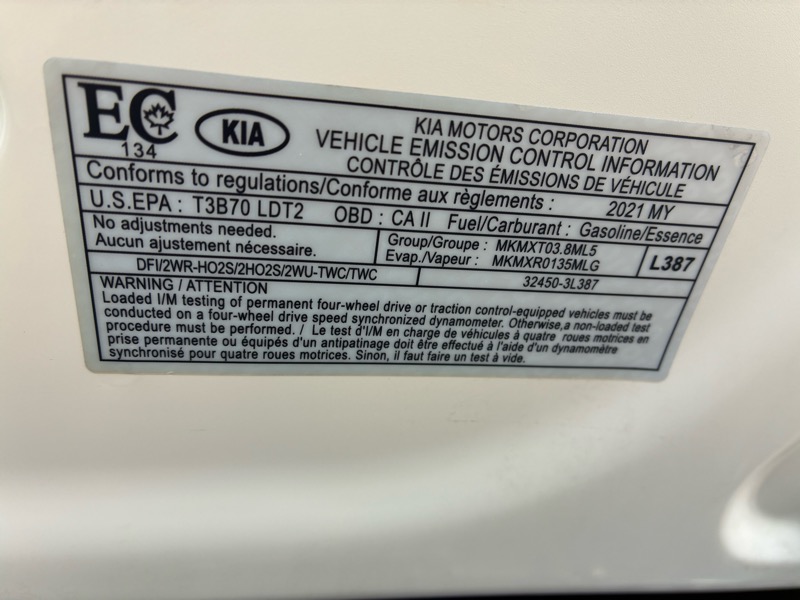 EC
134
KIA
KIA MOTORS CORPORATION
VEHICLE EMISSION CONTROL INFORMATION
CONTRÔLE DES ÉMISSIONS DE VÉHICULE
Conforms to regulations/Conforme aux règlements : 2021 MY
U.S.EPA : T3B70 LDT2 OBD : CA II Fuel/Carburant : Gasoline/Essence
No adjustments needed.
Aucun ajustement nécessaire.
Group/Groupe : MKMXT03.8ML5
Evap./Vapeur : MKMXR0135MLG
L387
DFI/2WR-HO2S/2HO2S/2WU-TWC/TWC
32450-3L387
WARNING / ATTENTION
Loaded I/M testing of permanent four-wheel drive or traction control-equipped vehicles must be
conducted on a four-wheel drive speed synchronized dynamometer. Otherwise,a non-loaded test
procedure must be performed. / Le test d'I/M en charge de véhicules à quatre roues motrices en
prise permanente ou équipés d'un antipatinage doit être effectué à l'aide d'un dynamomètre
synchronisé pour quatre roues motrices. Sinon, il faut faire un test à vide.